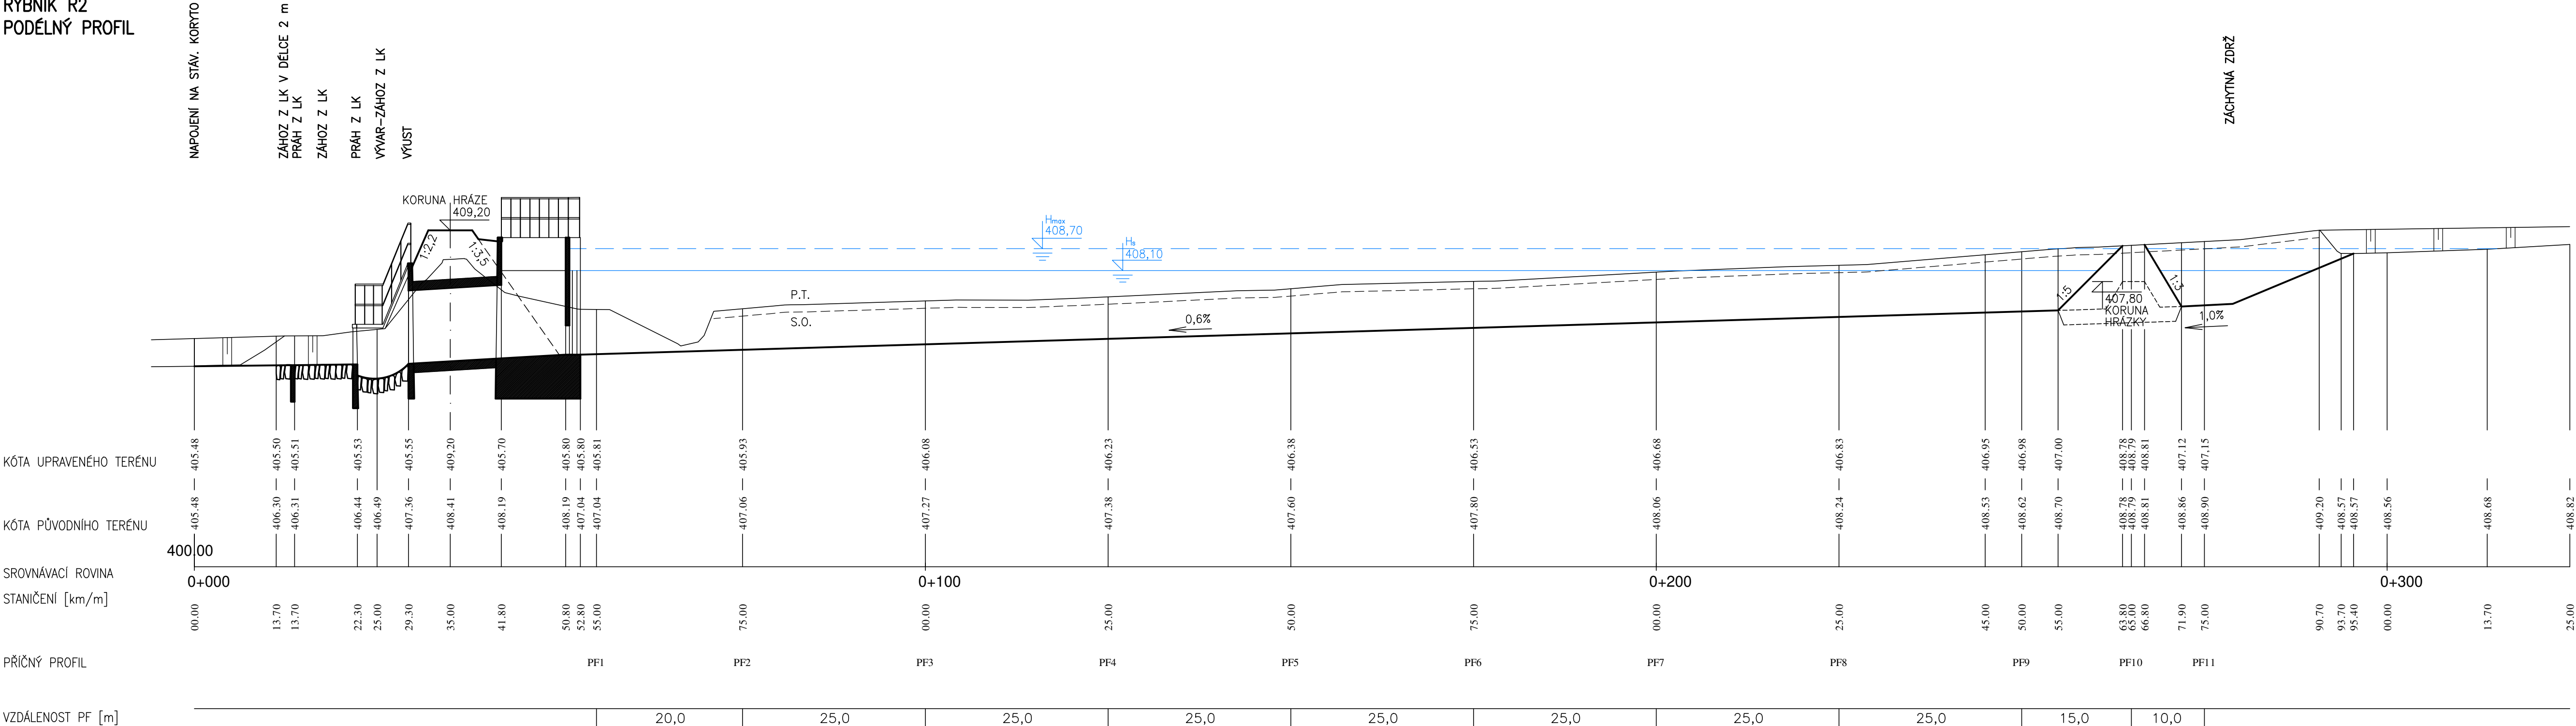 RYBNÍK R2
PODÉLNÝ PROFIL
NAPOJENÍ NA STÁV. KORYTO
ZÁHOZ Z LK V DÉLCE 2 m
PRÁH Z LK
ZÁHOZ Z LK
PRÁH Z LK
VÝVAR-ZÁHOZ Z LK
VÝUST
ZÁCHYTNÁ ZDRŽ
KORUNA HRÁZE
409,20
1:2,2
1:3,5
Hmax
408,70
Hs
408,10
P.T.
S.O.
0,6%
1:5
407,80
KORUNA
HRÁZKY
1:3
1,0%
KÓTA UPRAVENÉHO TERÉNU
405.48 405.50 405.51 405.53 405.55 409,20 405.70 405.80 405.80 405.81 405.93 406.08 406.23 406.38 406.53 406.68 406.83 406.95 406.98 407.00 408.78 408.79 408.81 407.12 407.15
KÓTA PŮVODNÍHO TERÉNU
405.48 406.30 406.31 406.44 406.49 407.36 408.41 408.19 408.19 407.04 407.04 407.06 407.27 407.38 407.60 407.80 408.06 408.24 408.53 408.62 408.70 408.78 408.79 408.81 408.86 408.90 409.20 408.57 408.57 408.56 408.68 408.82
400.00
SROVNÁVACÍ ROVINA
0+000 0+100 0+200 0+300
STANIČENÍ [km/m]
00.00 13.70 13.70 22.30 25.00 29.30 35.00 41.80 50.80 52.80 55.00 75.00 00.00 25.00 50.00 75.00 00.00 25.00 45.00 50.00 55.00 63.80 65.00 66.80 71.90 75.00 90.70 93.70 95.40 00.00 13.70 25.00
PŘÍČNÝ PROFIL
PF1 PF2 PF3 PF4 PF5 PF6 PF7 PF8 PF9 PF10 PF11
VZDÁLENOST PF [m]
20,0 25,0 25,0 25,0 25,0 25,0 25,0 25,0 15,0 10,0